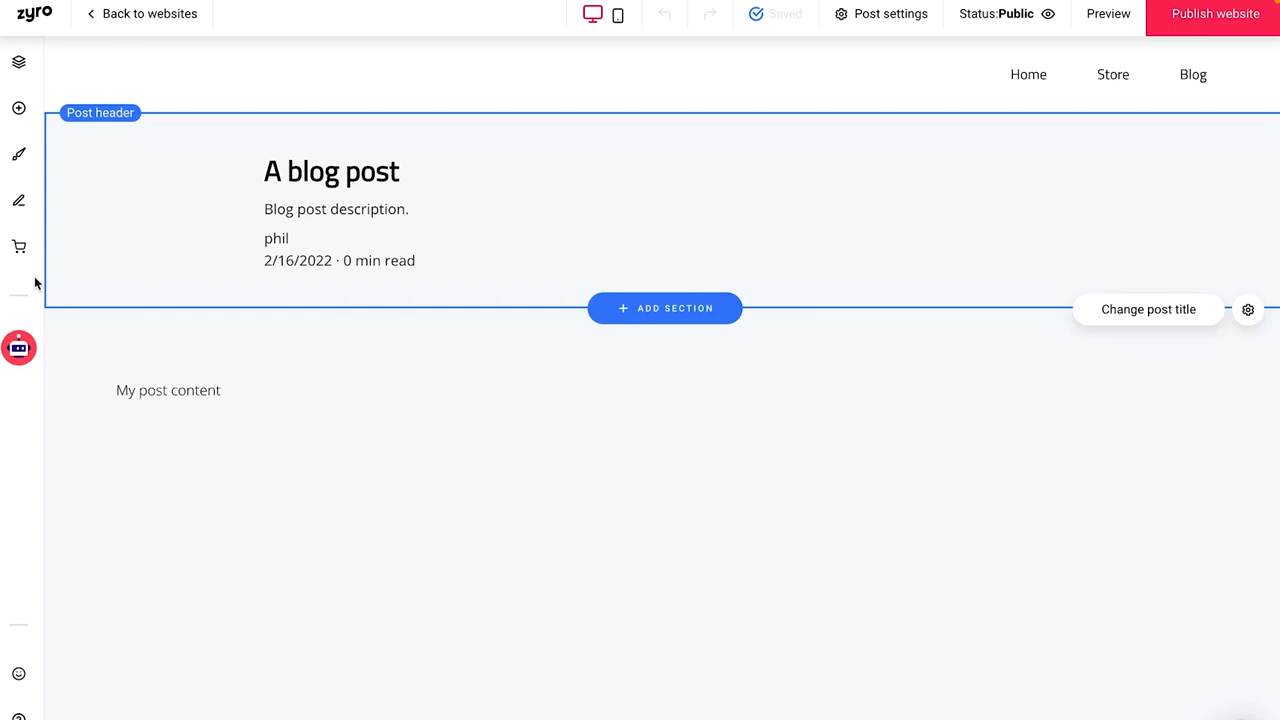 zyro
Back to websites
Saved
Post settings
Status:Public
Preview
Publish website
Home
Store
Blog
Post header
A blog post
Blog post description.
phil
2/16/2022 · 0 min read
+ ADD SECTION
Change post title
My post content